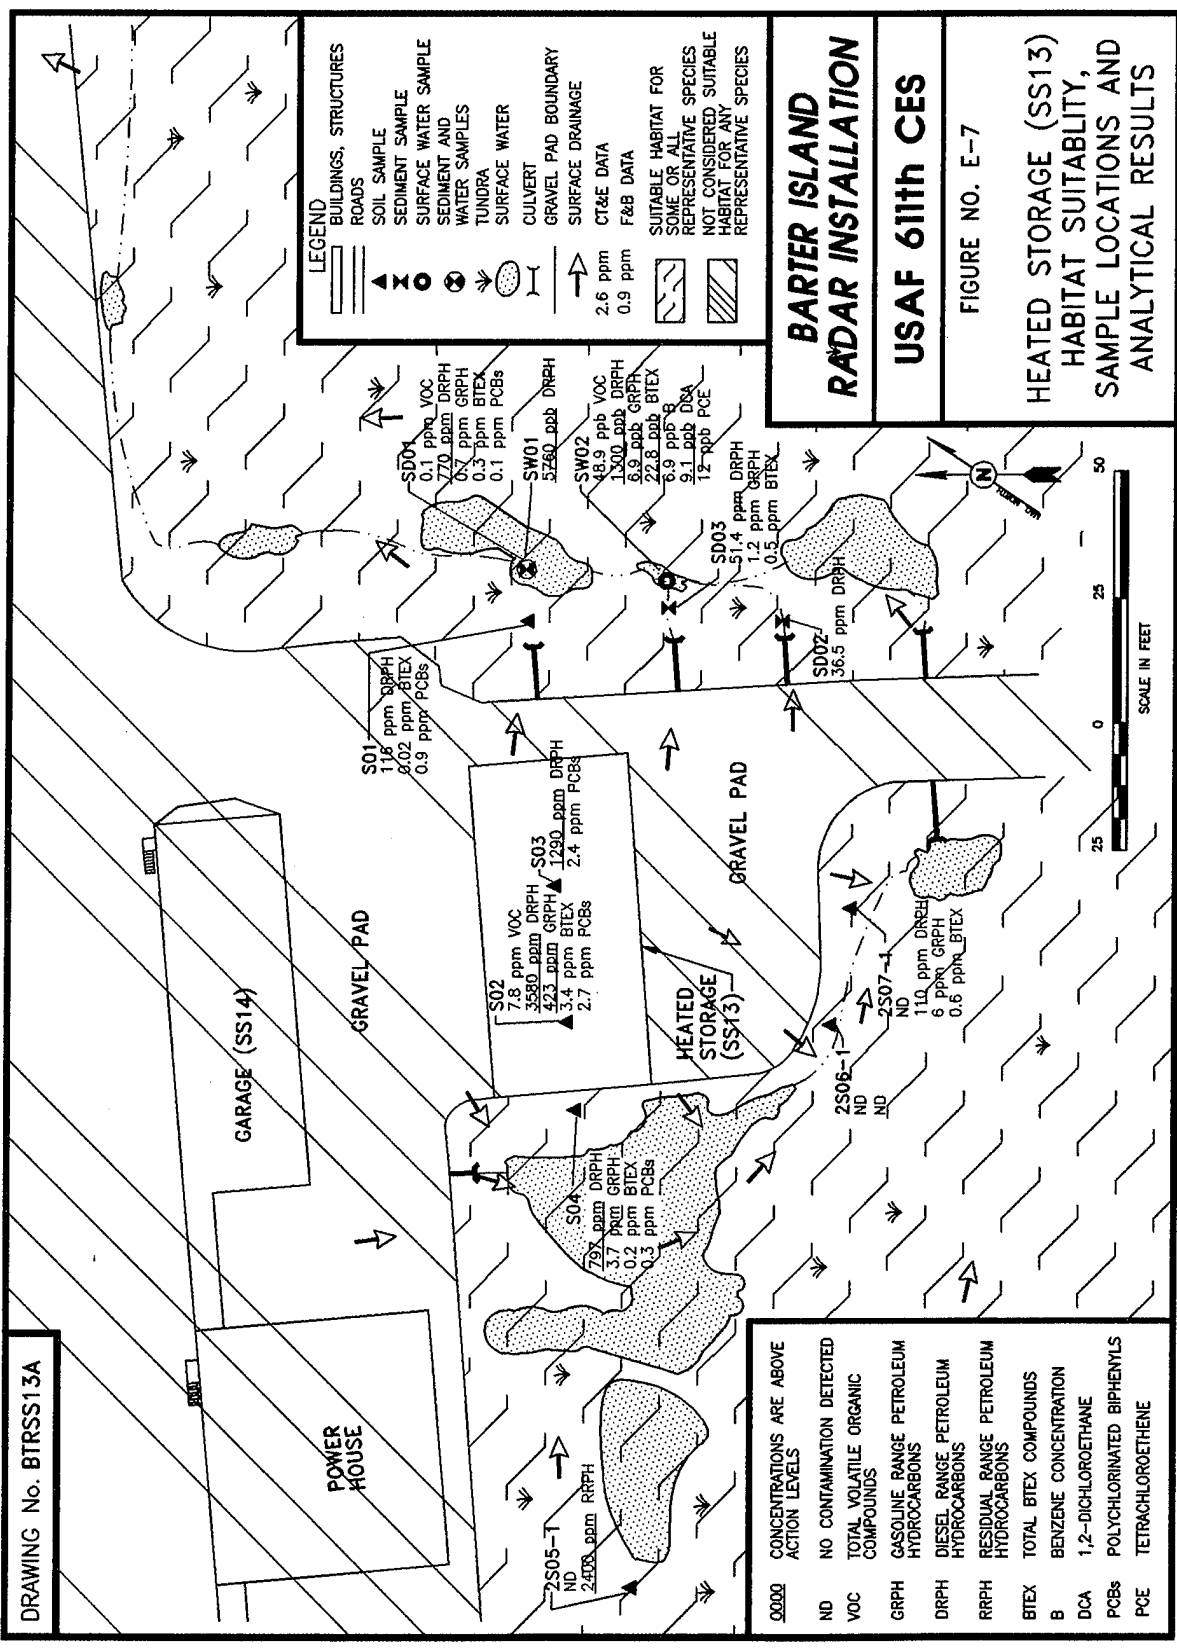 DRAWING No. BTRSS13A
LEGEND
BUILDINGS, STRUCTURES
ROADS
SOIL SAMPLE
SEDIMENT SAMPLE
SURFACE WATER SAMPLE
SEDIMENT AND
WATER SAMPLES
TUNDRA
SURFACE WATER
CULVERT
GRAVEL PAD BOUNDARY
SURFACE DRAINAGE
2.6 ppm CT&E DATA
0.9 ppm F&B DATA
SUITABLE HABITAT FOR
SOME OR ALL
REPRESENTATIVE SPECIES
NOT CONSIDERED SUITABLE
HABITAT FOR ANY
REPRESENTATIVE SPECIES
GARAGE (SS14)
GRAVEL PAD
POWER
HOUSE
SD01
0.1 ppm VOC
770 ppm DRPH
0.7 ppm GRPH
0.3 ppm BTEX
0.1 ppm PCBs
SW01
5760 ppb DRPH
SW02
48.9 ppb VOC
1300 ppb DRPH
6.9 ppb GRPH
22.8 ppb BTEX
6.9 ppb B
9.1 ppb DCA
12 ppb PCE
SD03
51.4 ppm DRPH
1.2 ppm GRPH
0.5 ppm BTEX
SD02
36.5 ppm DRPH
S01
116 ppm DRPH
0.02 ppm BTEX
0.9 ppm PCBs
S02
7.8 ppm VOC
3580 ppm DRPH
423 ppm GRPH
3.4 ppm BTEX
2.7 ppm PCBs
S03
1290 ppm DRPH
2.4 ppm PCBs
HEATED
STORAGE
(SS13)
GRAVEL PAD
S04
797 ppm DRPH
3.7 ppm GRPH
0.2 ppm BTEX
0.3 ppm PCBs
2S05-1
ND
2400 ppm RRPH
2S06-1
ND
ND
2S07-1
ND
110 ppm DRPH
6 ppm GRPH
0.6 ppm BTEX
N
25 0 25 50
SCALE IN FEET
0000 CONCENTRATIONS ARE ABOVE
ACTION LEVELS
ND NO CONTAMINATION DETECTED
VOC TOTAL VOLATILE ORGANIC
COMPOUNDS
GRPH GASOLINE RANGE PETROLEUM
HYDROCARBONS
DRPH DIESEL RANGE PETROLEUM
HYDROCARBONS
RRPH RESIDUAL RANGE PETROLEUM
HYDROCARBONS
BTEX TOTAL BTEX COMPOUNDS
B BENZENE CONCENTRATION
DCA 1,2-DICHLOROETHANE
PCBs POLYCHLORINATED BIPHENYLS
PCE TETRACHLOROETHENE
BARTER ISLAND
RADAR INSTALLATION
USAF 611th CES
FIGURE NO. E-7
HEATED STORAGE (SS13)
HABITAT SUITABLITY,
SAMPLE LOCATIONS AND
ANALYTICAL RESULTS